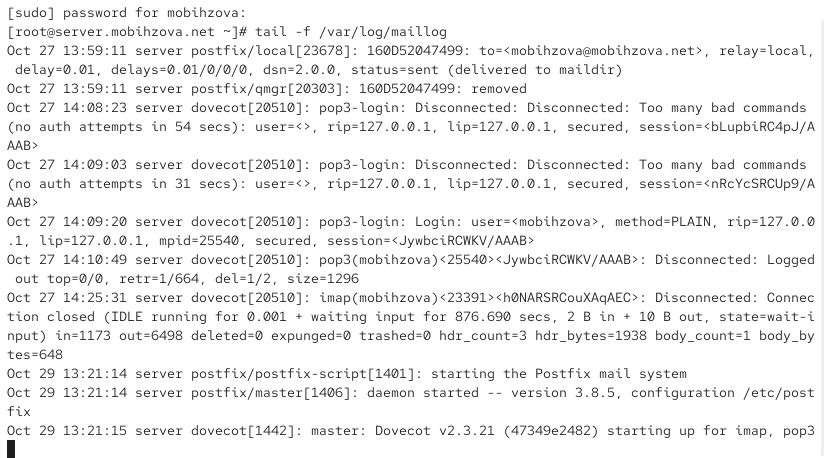 [sudo] password for mobihzova:
[root@server.mobihzova.net ~]# tail -f /var/log/maillog
Oct 27 13:59:11 server postfix/local[23678]: 160D52047499: to=<mobihzova@mobihzova.net>, relay=local,
 delay=0.01, delays=0.01/0/0/0, dsn=2.0.0, status=sent (delivered to maildir)
Oct 27 13:59:11 server postfix/qmgr[20303]: 160D52047499: removed
Oct 27 14:08:23 server dovecot[20510]: pop3-login: Disconnected: Disconnected: Too many bad commands
(no auth attempts in 54 secs): user=<>, rip=127.0.0.1, lip=127.0.0.1, secured, session=<bLupbiRC4pJ/A
AAB>
Oct 27 14:09:03 server dovecot[20510]: pop3-login: Disconnected: Disconnected: Too many bad commands
(no auth attempts in 31 secs): user=<>, rip=127.0.0.1, lip=127.0.0.1, secured, session=<nRcYcSRCUp9/A
AAB>
Oct 27 14:09:20 server dovecot[20510]: pop3-login: Login: user=<mobihzova>, method=PLAIN, rip=127.0.0
.1, lip=127.0.0.1, mpid=25540, secured, session=<JywbciRCWKV/AAAB>
Oct 27 14:10:49 server dovecot[20510]: pop3(mobihzova)<25540><JywbciRCWKV/AAAB>: Disconnected: Logged
 out top=0/0, retr=1/664, del=1/2, size=1296
Oct 27 14:25:31 server dovecot[20510]: imap(mobihzova)<23391><h0NARSRCouXAqAEC>: Disconnected: Connec
tion closed (IDLE running for 0.001 + waiting input for 876.690 secs, 2 B in + 10 B out, state=wait-i
nput) in=1173 out=6498 deleted=0 expunged=0 trashed=0 hdr_count=3 hdr_bytes=1938 body_count=1 body_by
tes=648
Oct 29 13:21:14 server postfix/postfix-script[1401]: starting the Postfix mail system
Oct 29 13:21:14 server postfix/master[1406]: daemon started -- version 3.8.5, configuration /etc/post
fix
Oct 29 13:21:15 server dovecot[1442]: master: Dovecot v2.3.21 (47349e2482) starting up for imap, pop3